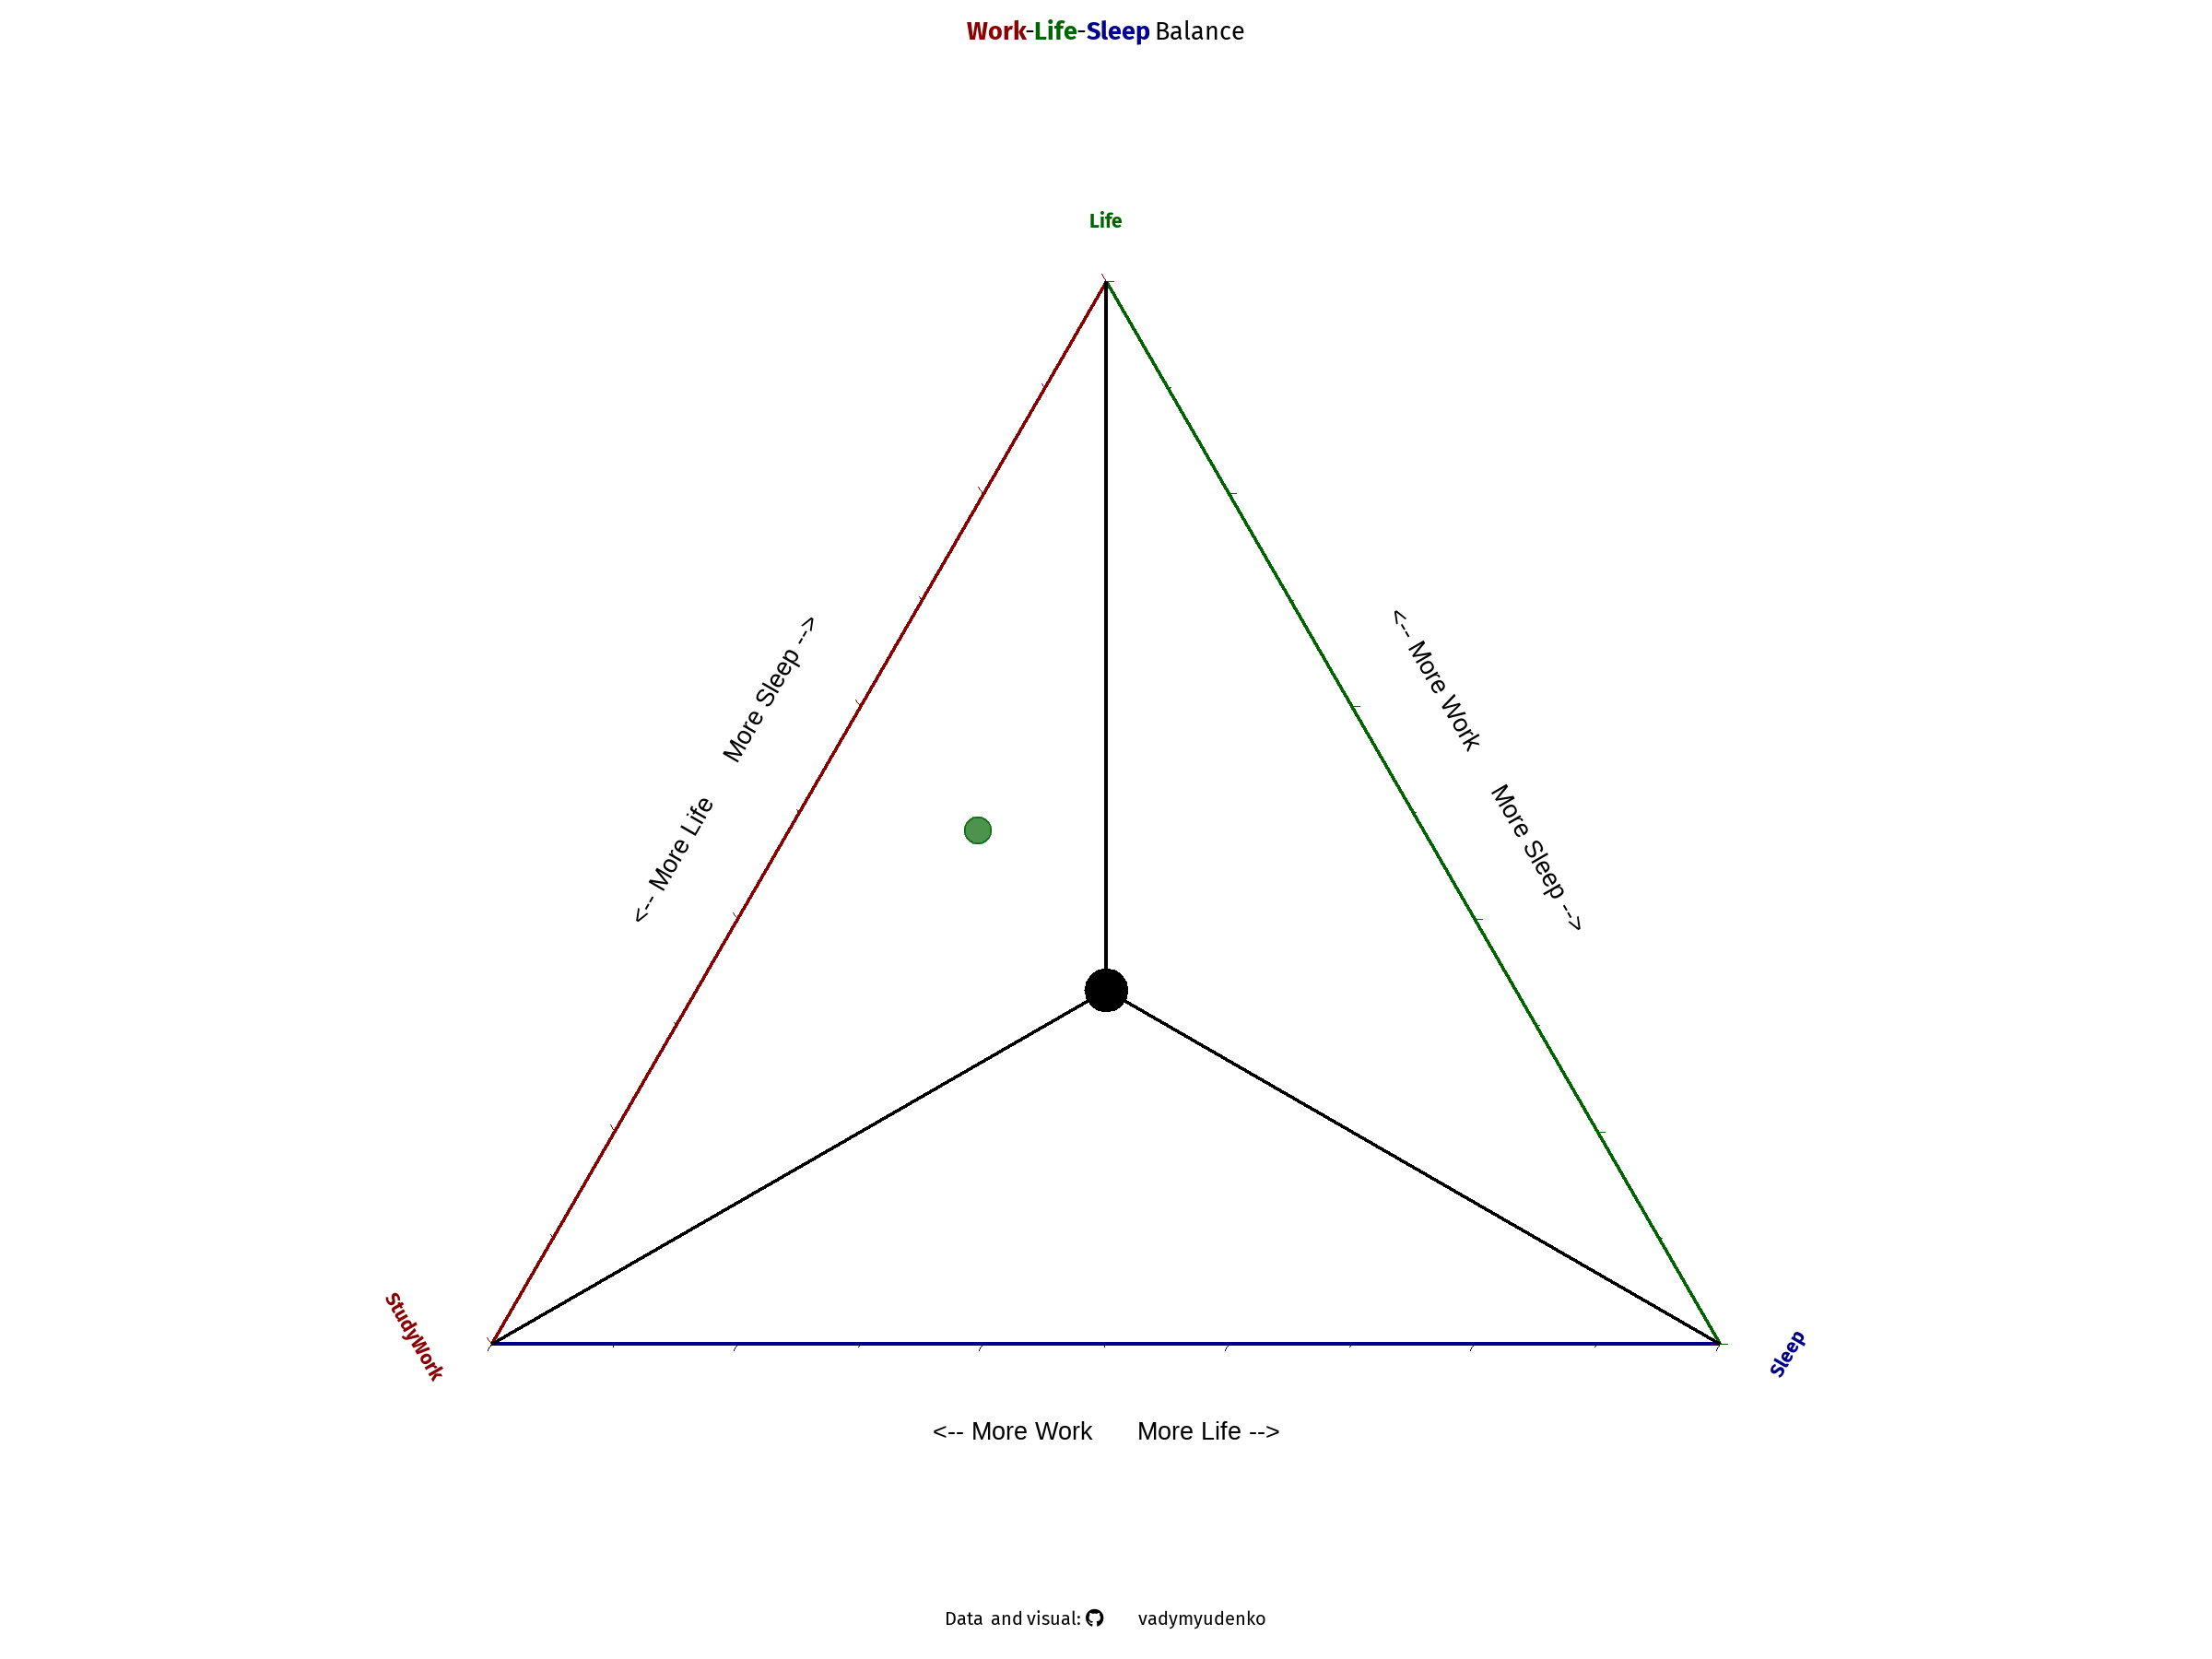 Work-Life-Sleep Balance
Life
<-- More Life More Sleep -->
<-- More Work More Sleep -->
StudyWork
Sleep
<-- More Work More Life -->
Data and visual: vadymyudenko